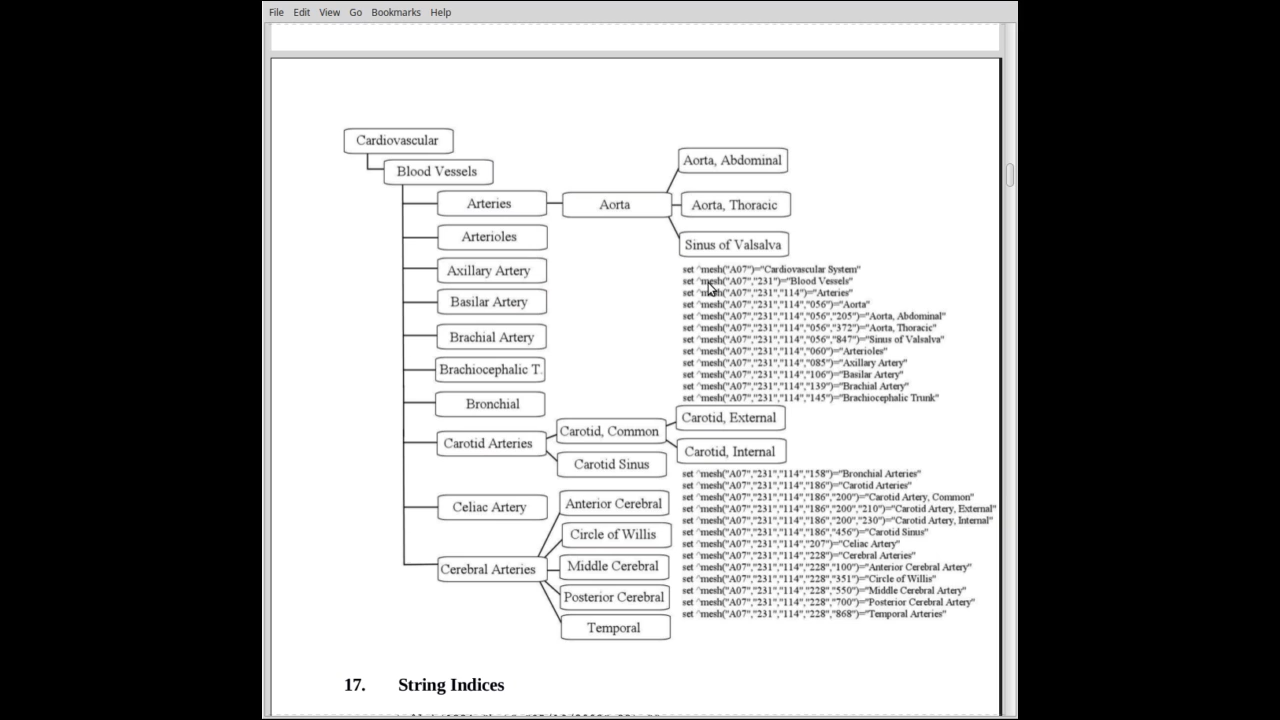 File Edit View Go Bookmarks Help
Cardiovascular
Blood Vessels
Arteries
Aorta
Aorta, Abdominal
Aorta, Thoracic
Sinus of Valsalva
Arterioles
Axillary Artery
Basilar Artery
Brachial Artery
Brachiocephalic T.
Bronchial
set ^mesh("A07")="Cardiovascular System"
set ^mesh("A07","231")="Blood Vessels"
set ^mesh("A07","231","114")="Arteries"
set ^mesh("A07","231","114","056")="Aorta"
set ^mesh("A07","231","114","056","205")="Aorta, Abdominal"
set ^mesh("A07","231","114","056","372")="Aorta, Thoracic"
set ^mesh("A07","231","114","056","847")="Sinus of Valsalva"
set ^mesh("A07","231","114","060")="Arterioles"
set ^mesh("A07","231","114","085")="Axillary Artery"
set ^mesh("A07","231","114","106")="Basilar Artery"
set ^mesh("A07","231","114","139")="Brachial Artery"
set ^mesh("A07","231","114","145")="Brachiocephalic Trunk"
Carotid Arteries
Carotid, Common
Carotid Sinus
Carotid, External
Carotid, Internal
Celiac Artery
Cerebral Arteries
Anterior Cerebral
Circle of Willis
Middle Cerebral
Posterior Cerebral
Temporal
set ^mesh("A07","231","114","158")="Bronchial Arteries"
set ^mesh("A07","231","114","186")="Carotid Arteries"
set ^mesh("A07","231","114","186","200")="Carotid Artery, Common"
set ^mesh("A07","231","114","186","200","210")="Carotid Artery, External"
set ^mesh("A07","231","114","186","200","230")="Carotid Artery, Internal"
set ^mesh("A07","231","114","186","456")="Carotid Sinus"
set ^mesh("A07","231","114","207")="Celiac Artery"
set ^mesh("A07","231","114","228")="Cerebral Arteries"
set ^mesh("A07","231","114","228","100")="Anterior Cerebral Artery"
set ^mesh("A07","231","114","228","351")="Circle of Willis"
set ^mesh("A07","231","114","228","550")="Middle Cerebral Artery"
set ^mesh("A07","231","114","228","700")="Posterior Cerebral Artery"
set ^mesh("A07","231","114","228","868")="Temporal Arteries"
17. String Indices